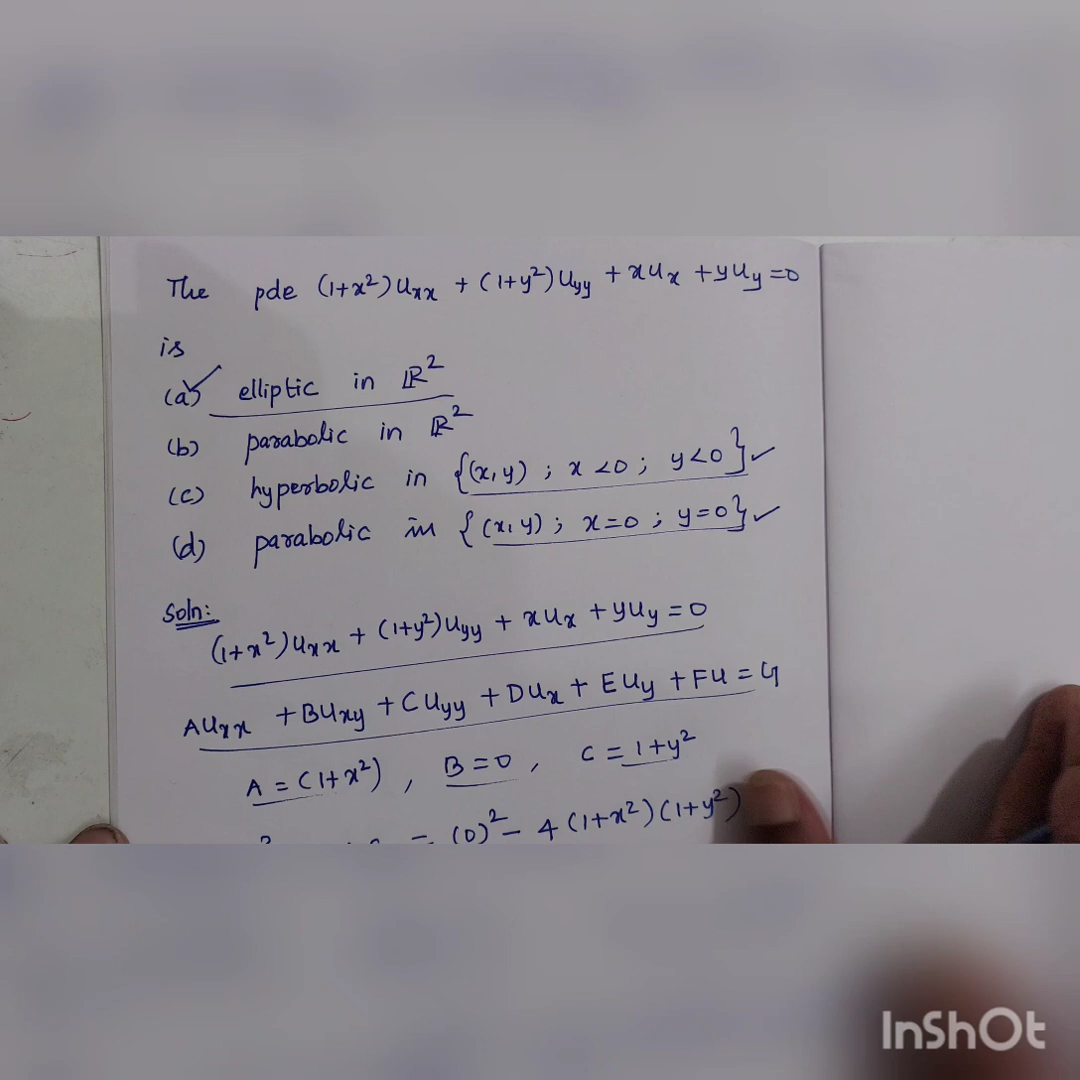 The pde (1+x²)uxx + (1+y²)uyy + xux + yuy = 0
is
(a) elliptic in ℝ²
(b) parabolic in ℝ²
(c) hyperbolic in {(x,y) ; x<0 ; y<0}
(d) parabolic in {(x,y) ; x=0 ; y=0}
Soln:
(1+x²)uxx + (1+y²)uyy + xux + yuy = 0
Auxx + Buxy + Cuyy + Dux + Euy + Fu = G
A = (1+x²) , B = 0 , C = 1+y²
= (0)² - 4(1+x²)(1+y²)
InShOt